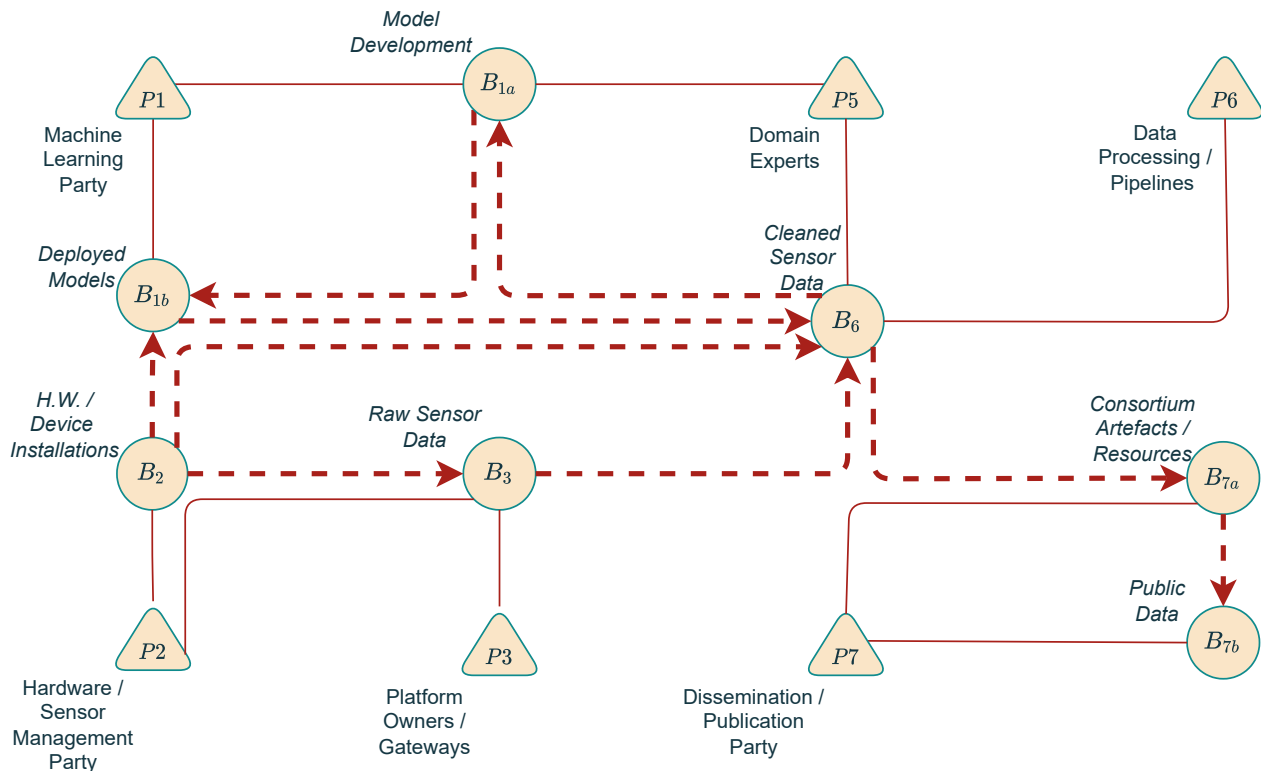 Model
Development
P1
B1a
P5
P6
Machine
Learning
Party
Domain
Experts
Data
Processing /
Pipelines
Deployed
Models
B1b
Cleaned
Sensor
Data
B6
H.W. /
Device
Installations
B2
Raw Sensor
Data
B3
Consortium
Artefacts /
Resources
B7a
Public
Data
B7b
P2
P3
P7
Hardware /
Sensor
Management
Party
Platform
Owners /
Gateways
Dissemination /
Publication
Party